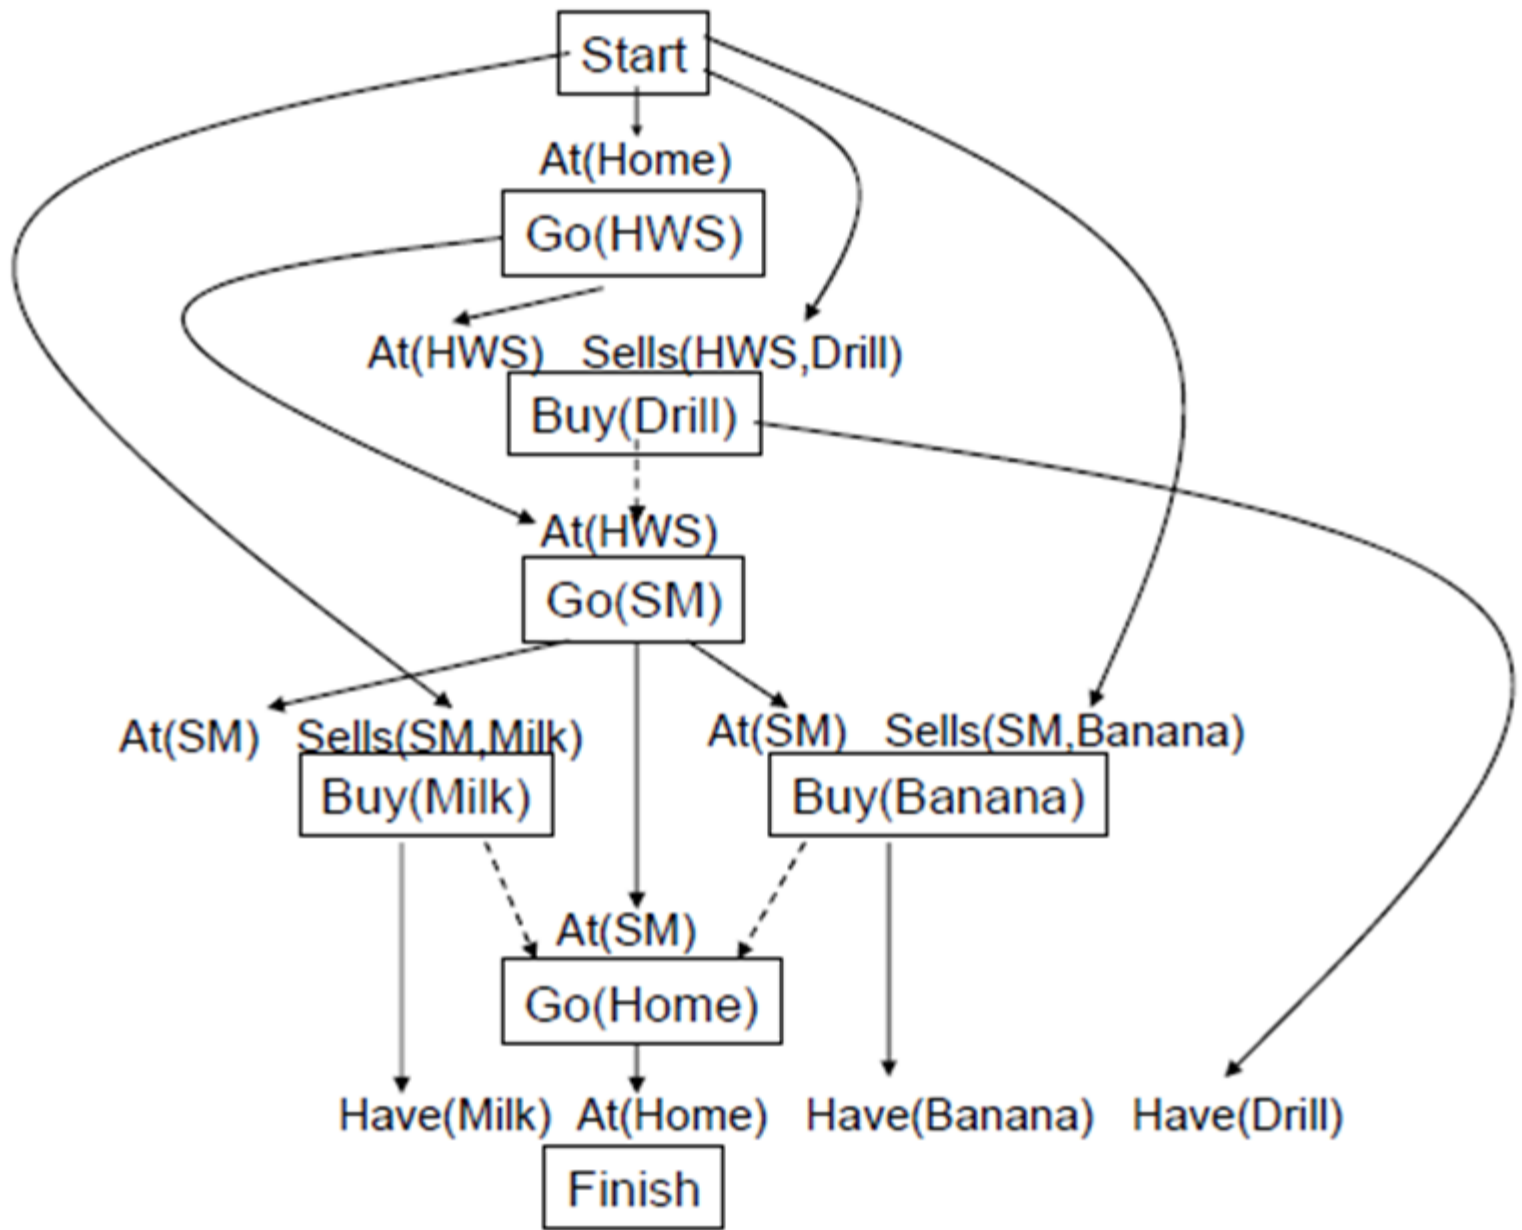 Start
At(Home)
Go(HWS)
At(HWS) Sells(HWS,Drill)
Buy(Drill)
At(HWS)
Go(SM)
At(SM) Sells(SM,Milk) At(SM) Sells(SM,Banana)
Buy(Milk) Buy(Banana)
At(SM)
Go(Home)
Have(Milk) At(Home) Have(Banana) Have(Drill)
Finish